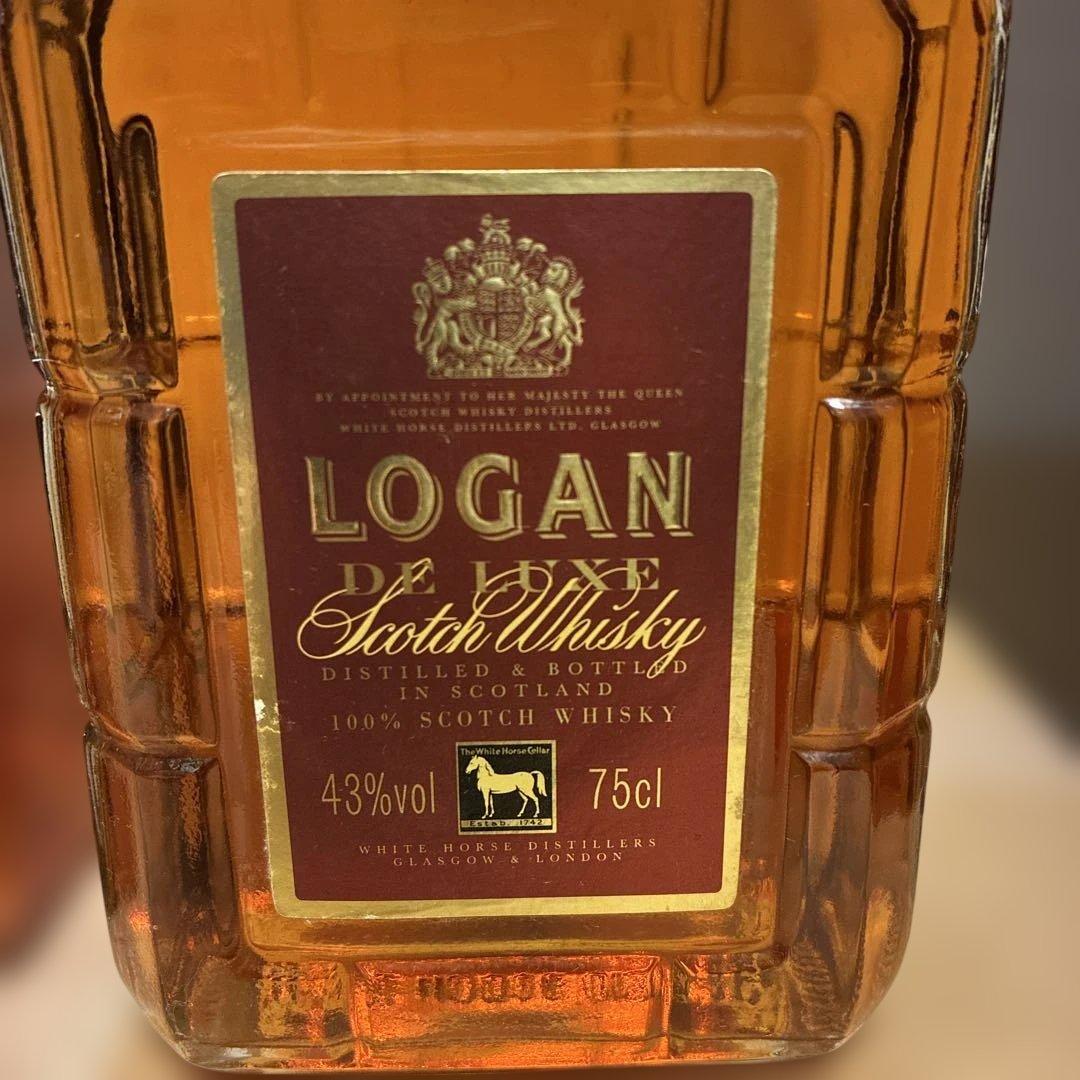 BY APPOINTMENT TO HER MAJESTY THE QUEEN
SCOTCH WHISKY DISTILLERS
WHITE HORSE DISTILLERS LTD. GLASGOW
LOGAN
DE LUXE
Scotch Whisky
DISTILLED & BOTTLED
IN SCOTLAND
100% SCOTCH WHISKY
The White Horse Cellar
43%vol
75cl
Estab. 1742
WHITE HORSE DISTILLERS
GLASGOW & LONDON